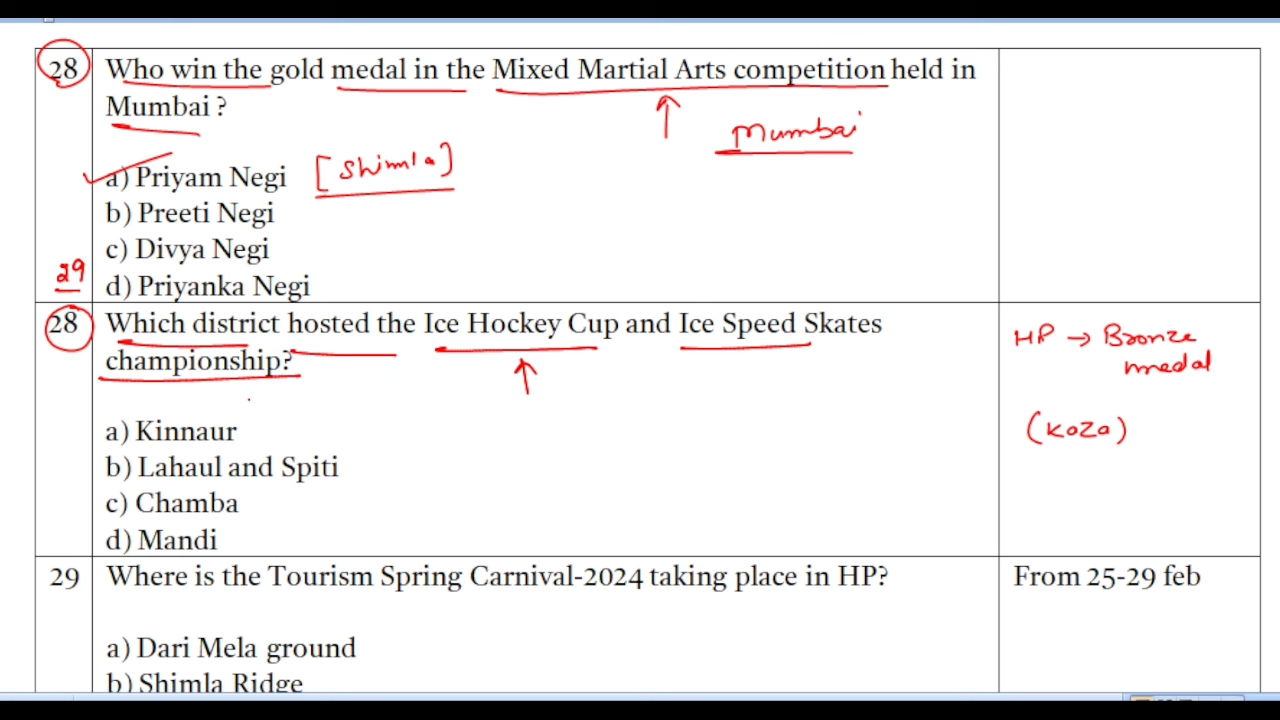 28 Who win the gold medal in the Mixed Martial Arts competition held in
Mumbai ?
Mumbai
a) Priyam Negi [Shimla]
b) Preeti Negi
c) Divya Negi
29
d) Priyanka Negi
28 Which district hosted the Ice Hockey Cup and Ice Speed Skates
championship?
HP → Bronze
medal
(Kaza)
a) Kinnaur
b) Lahaul and Spiti
c) Chamba
d) Mandi
29 Where is the Tourism Spring Carnival-2024 taking place in HP? From 25-29 feb
a) Dari Mela ground
b) Shimla Ridge